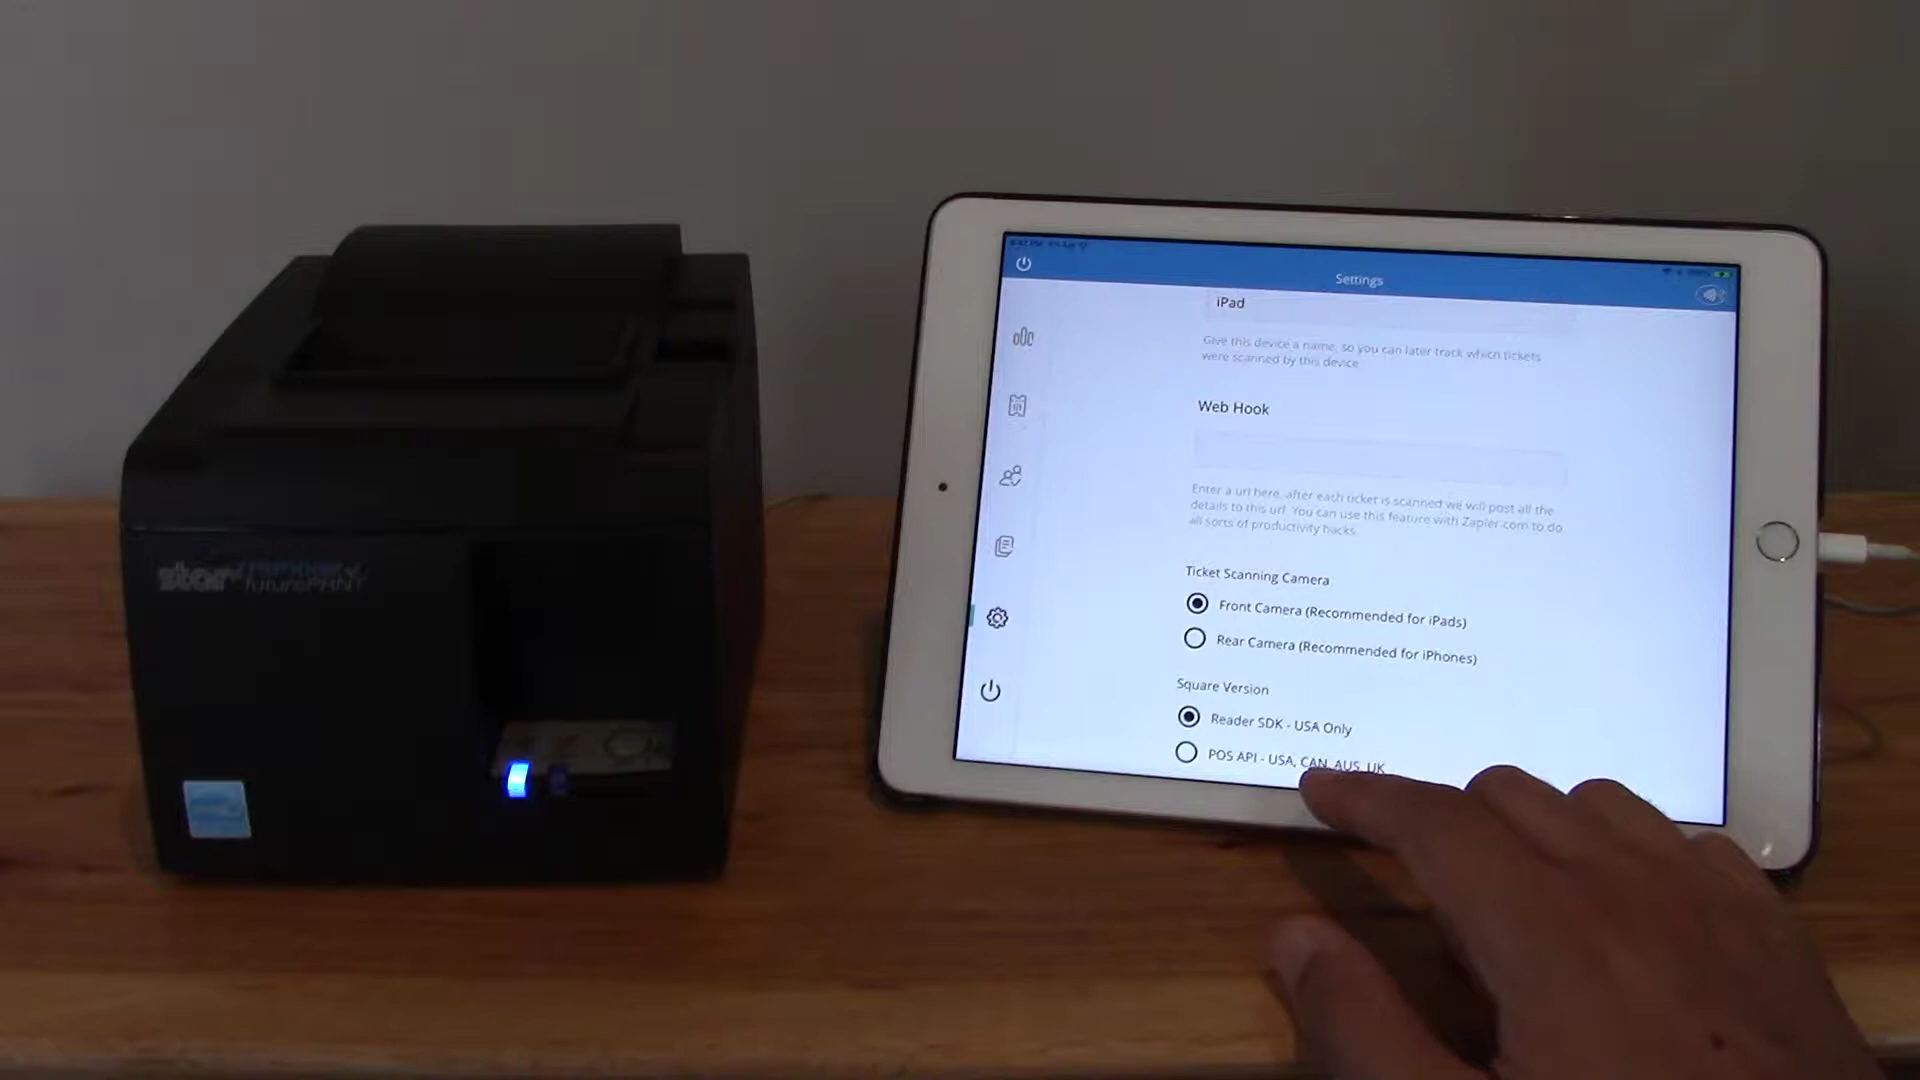 Settings
iPad
Give this device a name, so you can later track which tickets
were scanned by this device
Web Hook
Enter a url here, after each ticket is scanned we will post all the
details to this url. You can use this feature with Zapier.com to do
all sorts of productivity hacks.
Ticket Scanning Camera
Front Camera (Recommended for iPads)
Rear Camera (Recommended for iPhones)
Square Version
Reader SDK - USA Only
POS API - USA, CAN, AUS, UK
star
futurePRNT